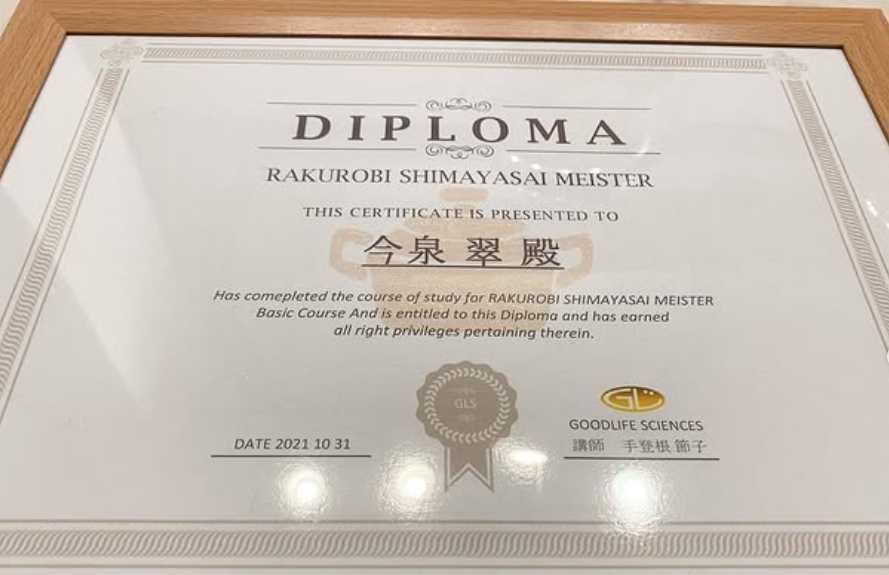 DIPLOMA
RAKUROBI SHIMAYASAI MEISTER
THIS CERTIFICATE IS PRESENTED TO
今泉 翠 殿
Has comepleted the course of study for RAKUROBI SHIMAYASAI MEISTER
Basic Course And is entitled to this Diploma and has earned
all right privileges pertaining therein.
GLS
GL
GOODLIFE SCIENCES
DATE 2021 10 31
講師 手登根 節子